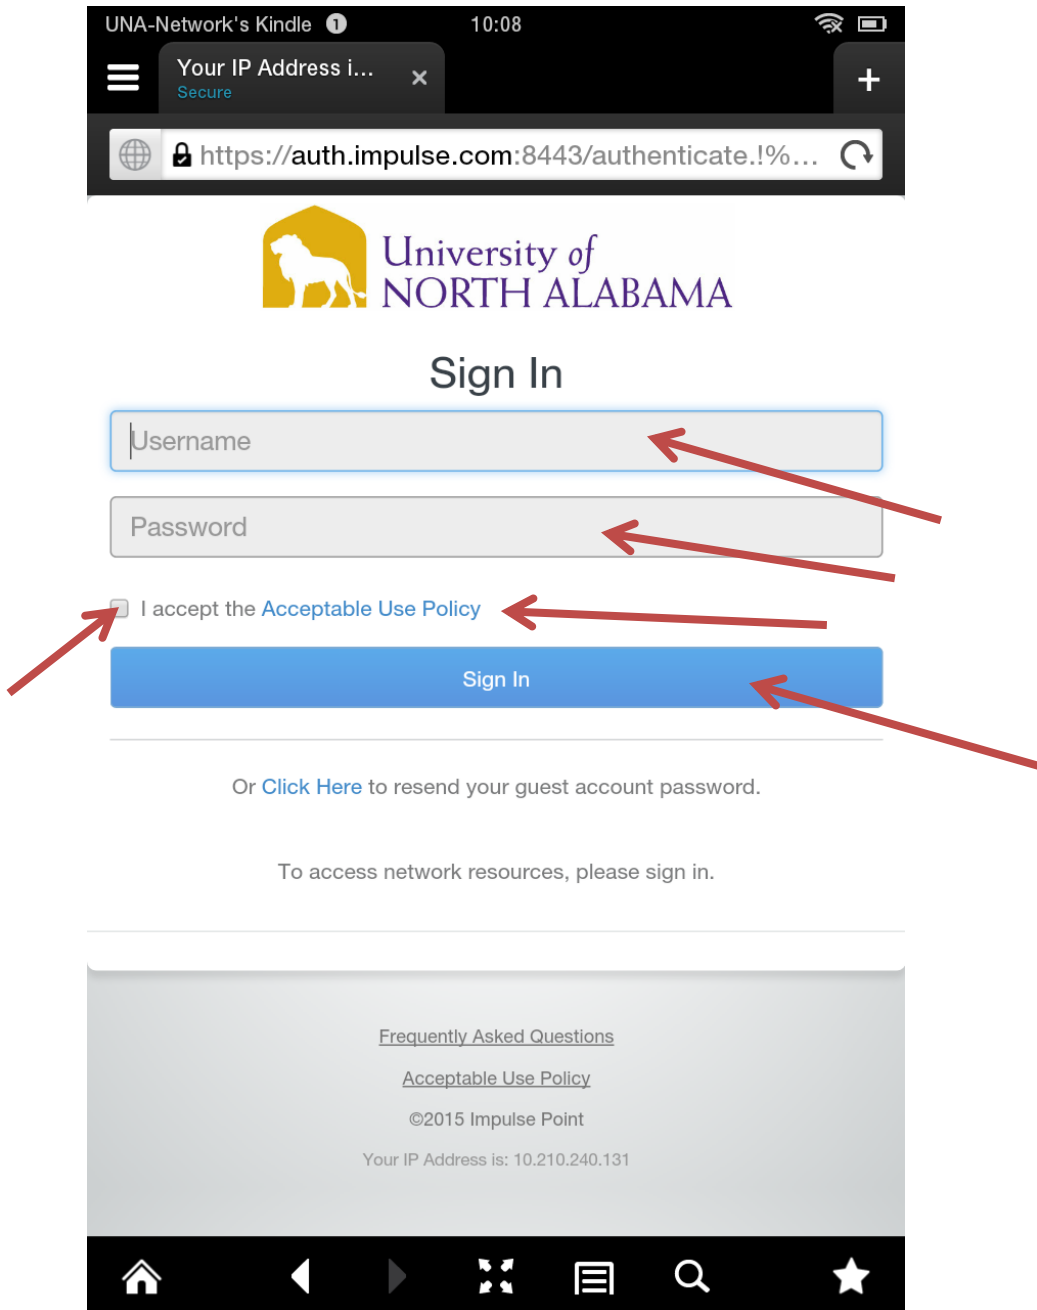 UNA-Network's Kindle 1 10:08
Your IP Address i...
Secure
https://auth.impulse.com:8443/authenticate.!%...
University of
NORTH ALABAMA
Sign In
Username
Password
I accept the Acceptable Use Policy
Sign In
Or Click Here to resend your guest account password.
To access network resources, please sign in.
Frequently Asked Questions
Acceptable Use Policy
©2015 Impulse Point
Your IP Address is: 10.210.240.131